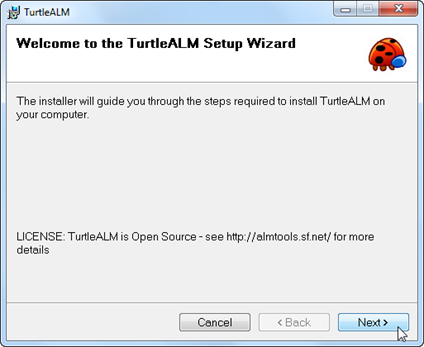 TurtleALM
Welcome to the TurtleALM Setup Wizard
The installer will guide you through the steps required to install TurtleALM on
your computer.
LICENSE: TurtleALM is Open Source - see http://almtools.sf.net/ for more
details
Cancel
< Back
Next >